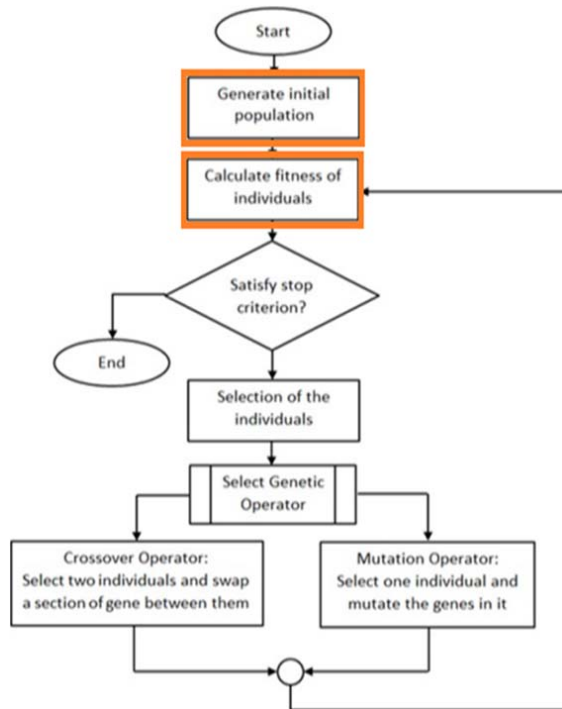 Start
Generate initial
population
Calculate fitness of
individuals
Satisfy stop
criterion?
End
Selection of the
individuals
Select Genetic
Operator
Crossover Operator:
Select two individuals and swap
a section of gene between them
Mutation Operator:
Select one individual and
mutate the genes in it